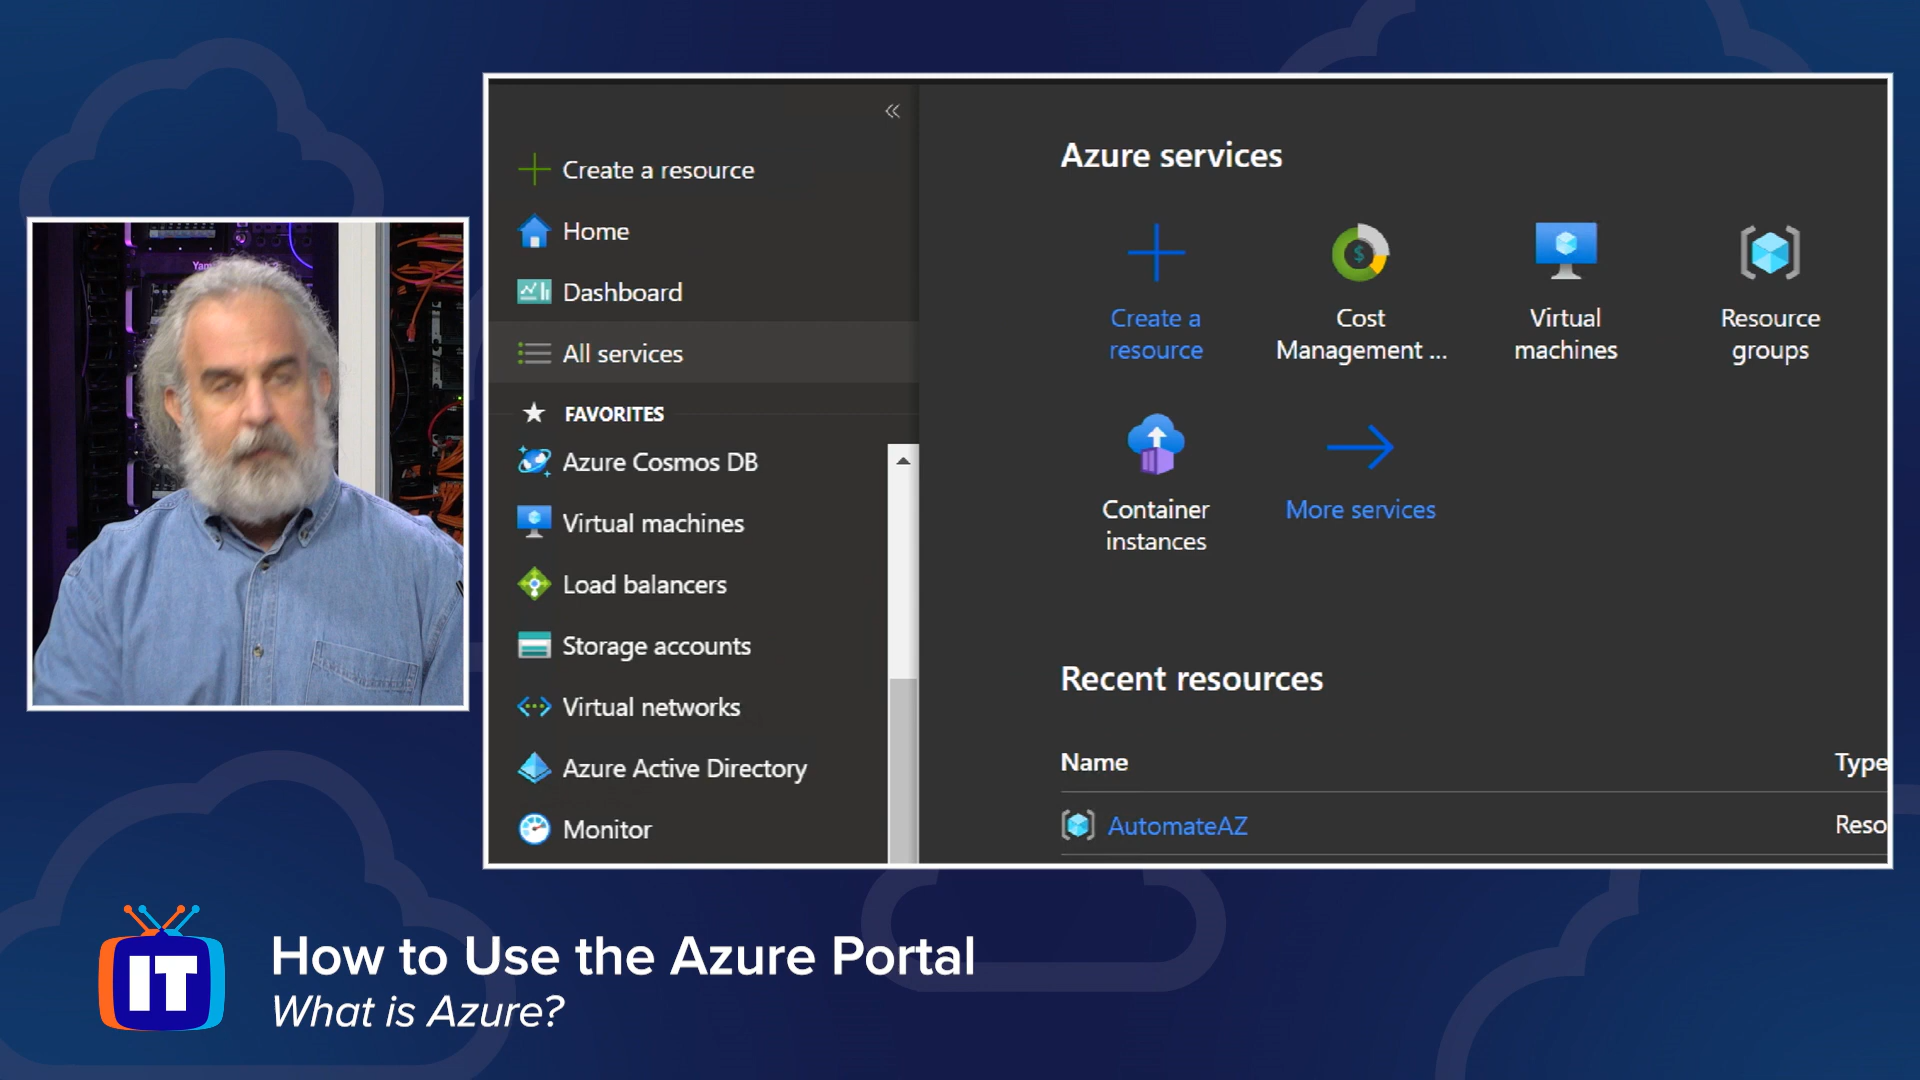 «
Create a resource
Home
Dashboard
All services
FAVORITES
Azure Cosmos DB
Virtual machines
Load balancers
Storage accounts
Virtual networks
Azure Active Directory
Monitor
Azure services
Create a
resource
Cost
Management ...
Virtual
machines
Resource
groups
Container
instances
More services
Recent resources
Name Type
AutomateAZ Reso
IT
How to Use the Azure Portal
What is Azure?